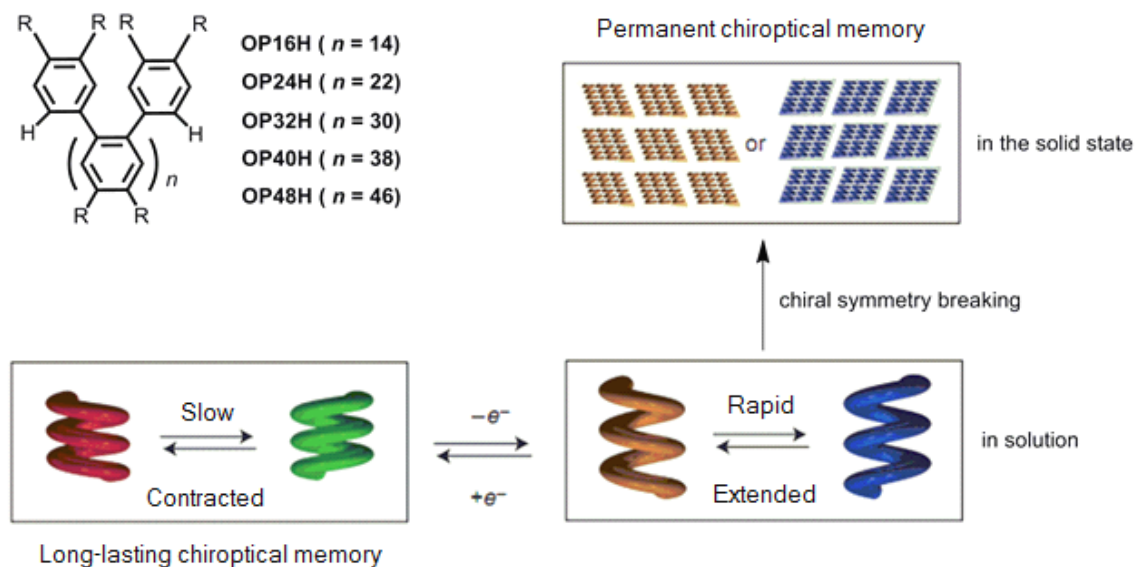 R R R R
H H
( ) n
R R
OP16H ( n = 14)
OP24H ( n = 22)
OP32H ( n = 30)
OP40H ( n = 38)
OP48H ( n = 46)
Permanent chiroptical memory
or
in the solid state
chiral symmetry breaking
Slow
Contracted
Long-lasting chiroptical memory
−e⁻
+e⁻
Rapid
Extended
in solution